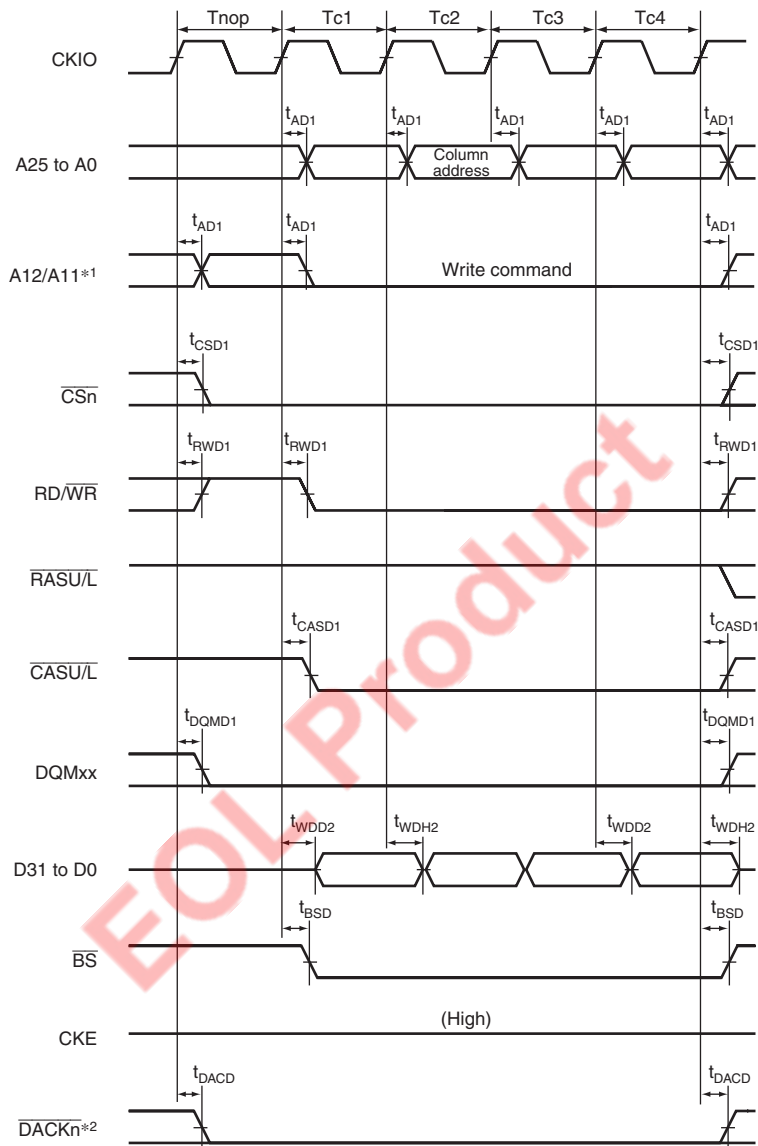 Tnop Tc1 Tc2 Tc3 Tc4
CKIO
tAD1 tAD1 tAD1 tAD1 tAD1
A25 to A0
Column
address
tAD1 tAD1 tAD1
A12/A11*1
Write command
tCSD1 tCSD1
CSn
tRWD1 tRWD1 tRWD1
RD/WR
RASU/L
tCASD1 tCASD1
CASU/L
tDQMD1 tDQMD1
DQMxx
tWDD2 tWDH2 tWDD2 tWDH2
D31 to D0
tBSD tBSD
BS
(High)
CKE
tDACD tDACD
DACKn*2
EOL Product